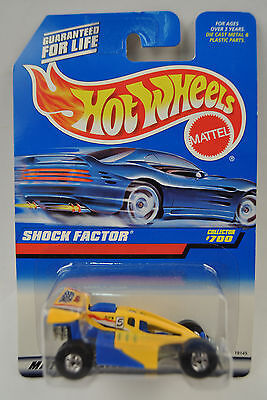 GUARANTEED
FOR LIFE
FOR AGES
OVER 3 YEARS.
DIE CAST METAL &
PLASTIC PARTS.
HOT WHEELS
MATTEL
®
SHOCK FACTOR®
COLLECTOR
#700
5